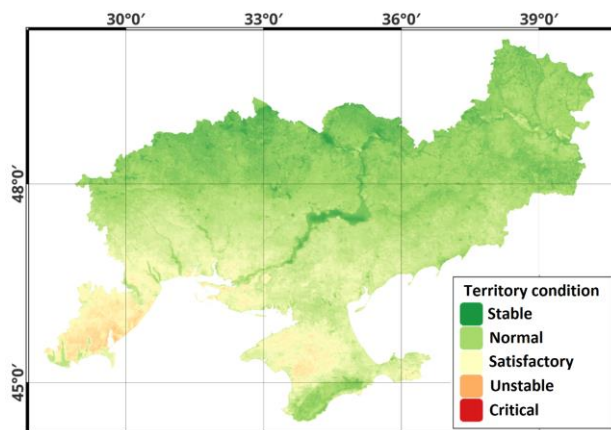 30°0′ 33°0′ 36°0′ 39°0′
48°0′
45°0′
Territory condition
Stable
Normal
Satisfactory
Unstable
Critical